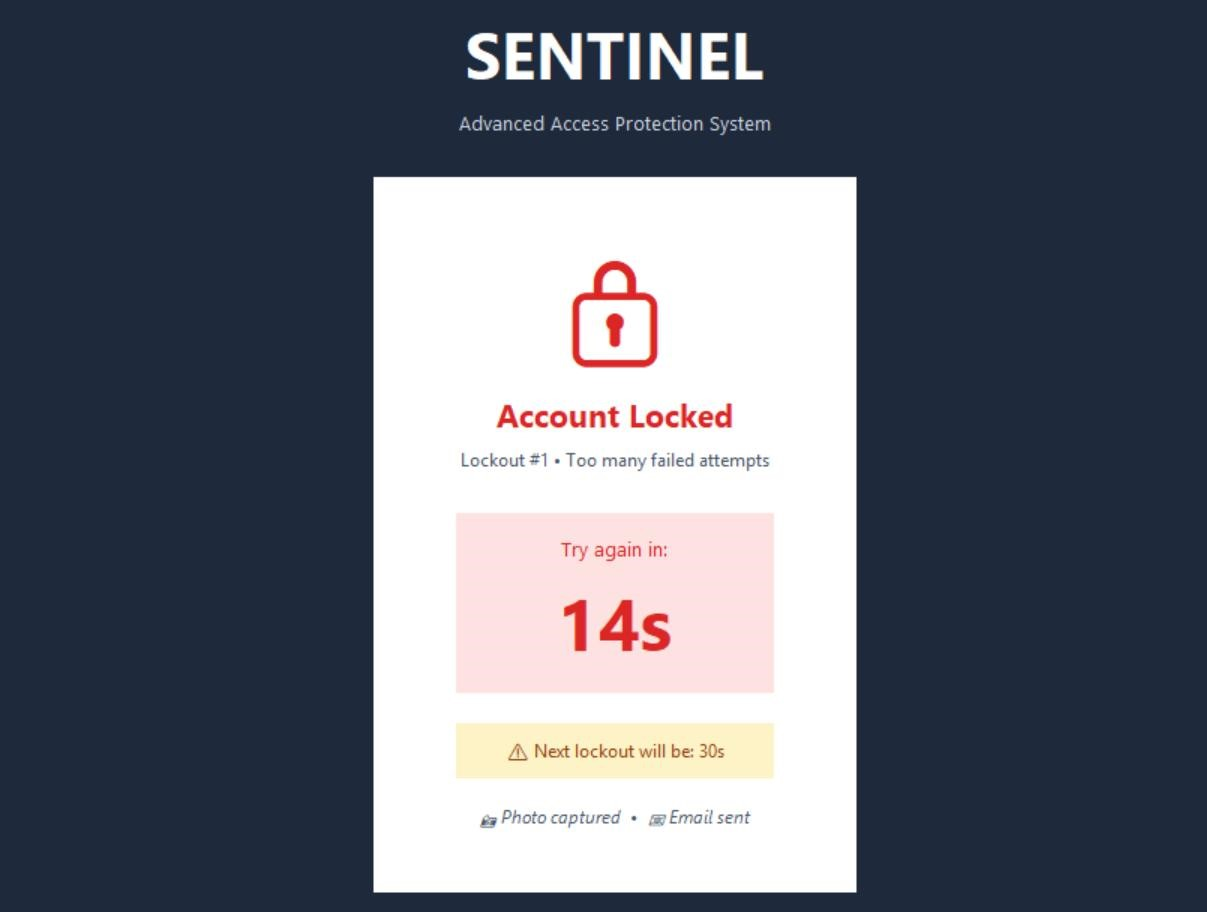 SENTINEL
Advanced Access Protection System
Account Locked
Lockout #1 • Too many failed attempts
Try again in:
14s
⚠ Next lockout will be: 30s
📸 Photo captured • 📧 Email sent